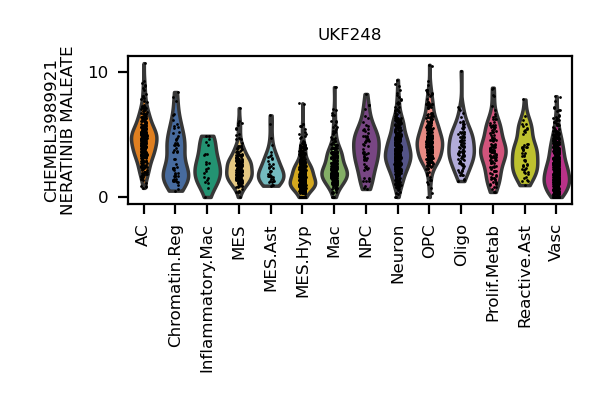 UKF248
CHEMBL3989921
NERATINIB MALEATE
10
0
AC
Chromatin.Reg
Inflammatory.Mac
MES
MES.Ast
MES.Hyp
Mac
NPC
Neuron
OPC
Oligo
Prolif.Metab
Reactive.Ast
Vasc